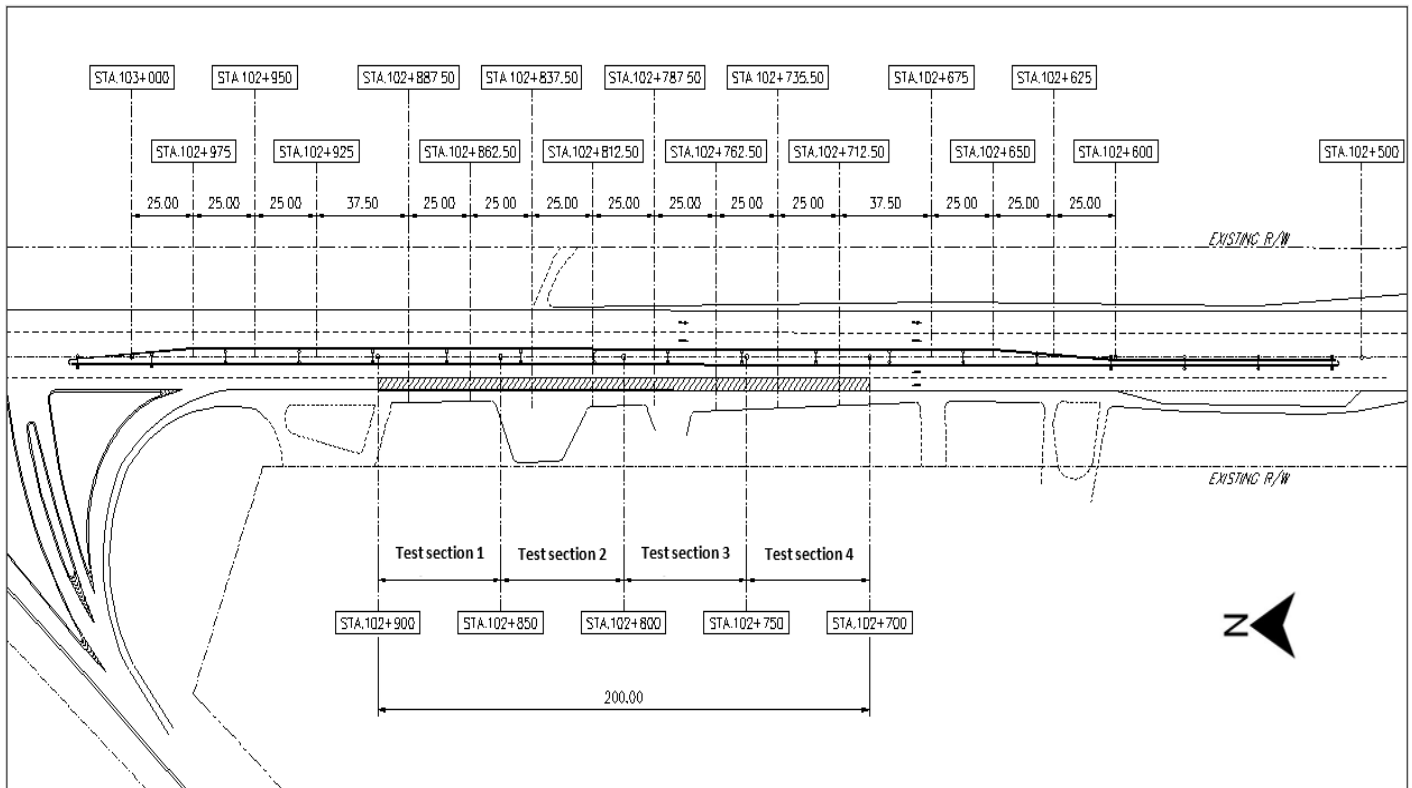 STA.103+000
STA.102+950
STA.102+887.50
STA.102+837.50
STA.102+787.50
STA.102+735.50
STA.102+675
STA.102+625
STA.102+975
STA.102+925
STA.102+862.50
STA.102+812.50
STA.102+762.50
STA.102+712.50
STA.102+650
STA.102+600
STA.102+500
25.00 25.00 25.00 37.50 25.00 25.00 25.00 25.00 25.00 25.00 25.00 37.50 25.00 25.00 25.00
EXISTING R/W
EXISTING R/W
Test section 1
Test section 2
Test section 3
Test section 4
STA.102+900
STA.102+850
STA.102+800
STA.102+750
STA.102+700
N
200.00